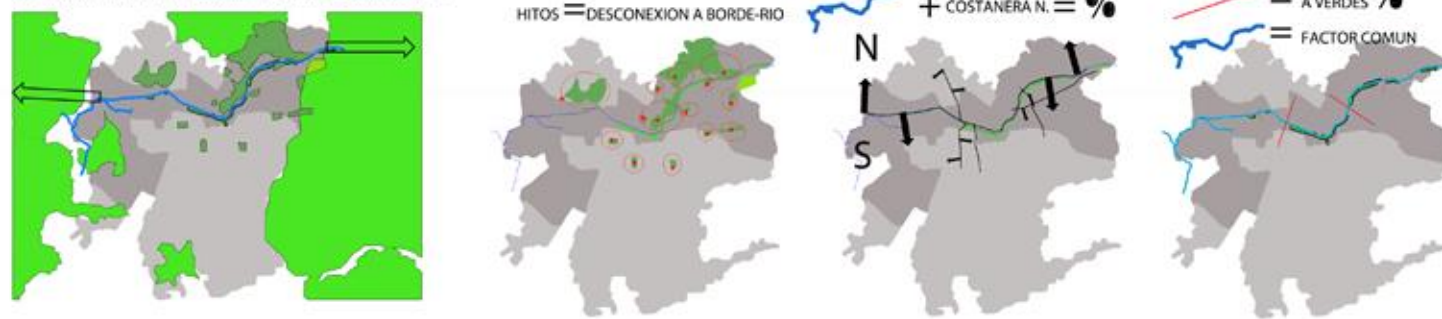 HITOS = DESCONEXION A BORDE-RIO
+ COSTANERA N. = %
= A VERDES %
= FACTOR COMUN
N
S